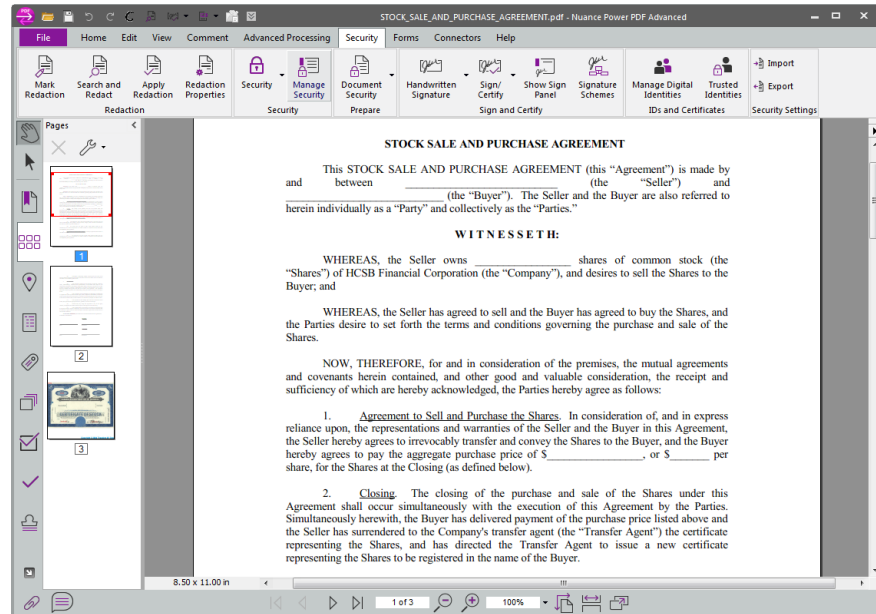 STOCK_SALE_AND_PURCHASE_AGREEMENT.pdf - Nuance Power PDF Advanced
File Home Edit View Comment Advanced Processing Security Forms Connectors Help
Mark Redaction
Search and Redact
Apply Redaction
Redaction Properties
Security
Manage Security
Document Security
Handwritten Signature
Sign/ Certify
Show Sign Panel
Signature Schemes
Manage Digital Identities
Trusted Identities
Import
Export
Redaction Security Prepare Sign and Certify IDs and Certificates Security Settings
Pages
1
2
3
STOCK SALE AND PURCHASE AGREEMENT
This STOCK SALE AND PURCHASE AGREEMENT (this “Agreement”) is made by
and between ____________________________ (the “Seller”) and
____________________________ (the “Buyer”). The Seller and the Buyer are also referred to
herein individually as a “Party” and collectively as the “Parties.”
W I T N E S S E T H:
WHEREAS, the Seller owns _________________ shares of common stock (the
“Shares”) of HCSB Financial Corporation (the “Company”), and desires to sell the Shares to the
Buyer; and
WHEREAS, the Seller has agreed to sell and the Buyer has agreed to buy the Shares, and
the Parties desire to set forth the terms and conditions governing the purchase and sale of the
Shares.
NOW, THEREFORE, for and in consideration of the premises, the mutual agreements
and covenants herein contained, and other good and valuable consideration, the receipt and
sufficiency of which are hereby acknowledged, the Parties hereby agree as follows:
1. Agreement to Sell and Purchase the Shares. In consideration of, and in express
reliance upon, the representations and warranties of the Seller and the Buyer in this Agreement,
the Seller hereby agrees to irrevocably transfer and convey the Shares to the Buyer, and the Buyer
hereby agrees to pay the aggregate purchase price of $_________________, or $_______ per
share, for the Shares at the Closing (as defined below).
2. Closing. The closing of the purchase and sale of the Shares under this
Agreement shall occur simultaneously with the execution of this Agreement by the Parties.
Simultaneously herewith, the Buyer has delivered payment of the purchase price listed above and
the Seller has surrendered to the Company's transfer agent (the “Transfer Agent”) the certificate
representing the Shares, and has directed the Transfer Agent to issue a new certificate
representing the Shares to be registered in the name of the Buyer.
8.50 x 11.00 in
1 of 3
100%